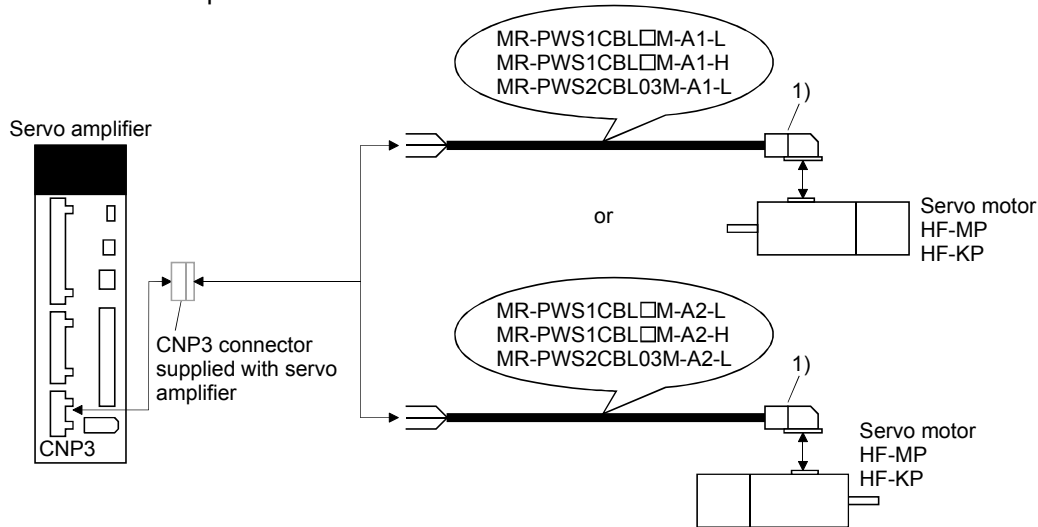 MR-PWS1CBL□M-A1-L
MR-PWS1CBL□M-A1-H
MR-PWS2CBL03M-A1-L
1)
Servo amplifier
Servo motor
HF-MP
HF-KP
or
CNP3 connector
supplied with servo
amplifier
MR-PWS1CBL□M-A2-L
MR-PWS1CBL□M-A2-H
MR-PWS2CBL03M-A2-L
1)
CNP3
Servo motor
HF-MP
HF-KP